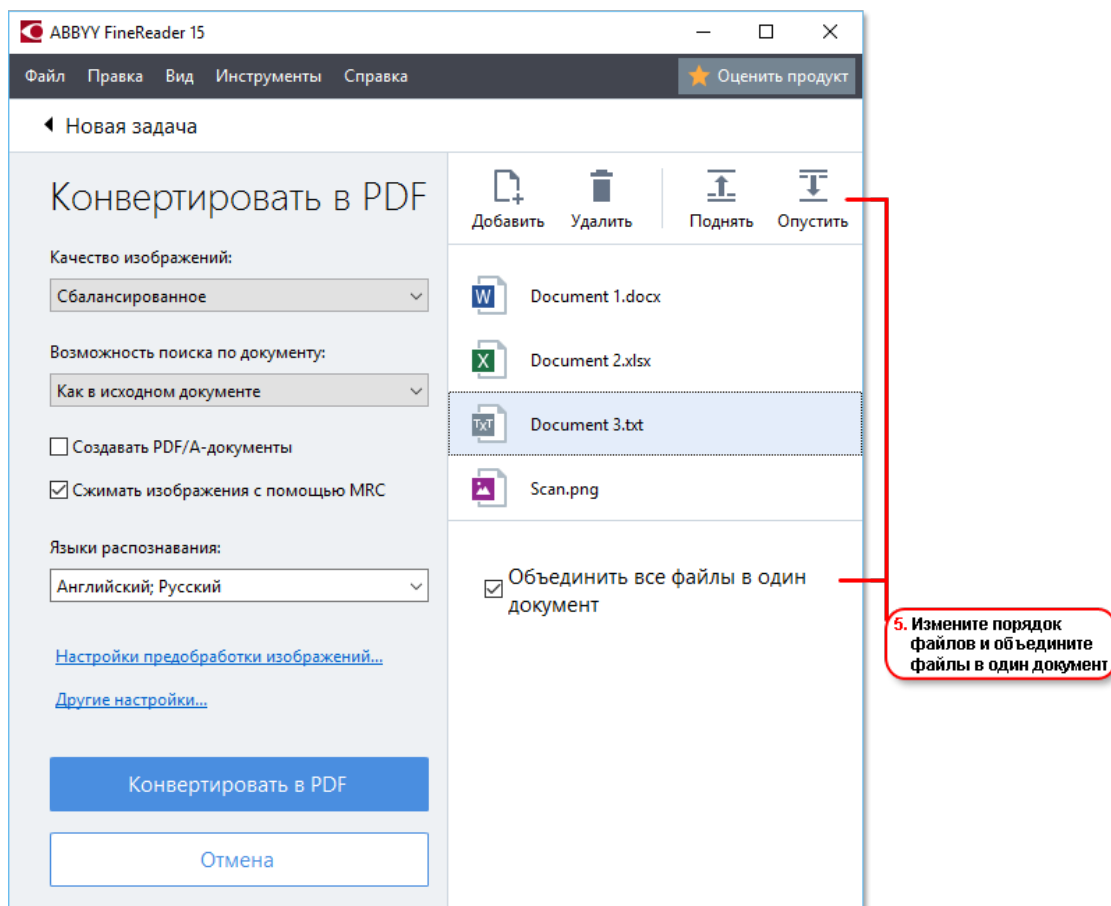 ABBYY FineReader 15
Файл Правка Вид Инструменты Справка
Оценить продукт
Новая задача
Конвертировать в PDF
Качество изображений:
Сбалансированное
Возможность поиска по документу:
Как в исходном документе
Создавать PDF/A-документы
Сжимать изображения с помощью MRC
Языки распознавания:
Английский; Русский
Настройки предобработки изображений...
Другие настройки...
Конвертировать в PDF
Отмена
Добавить Удалить Поднять Опустить
W Document 1.docx
X Document 2.xlsx
TXT Document 3.txt
Scan.png
Объединить все файлы в один
документ
5. Измените порядок
файлов и объедините
файлы в один документ